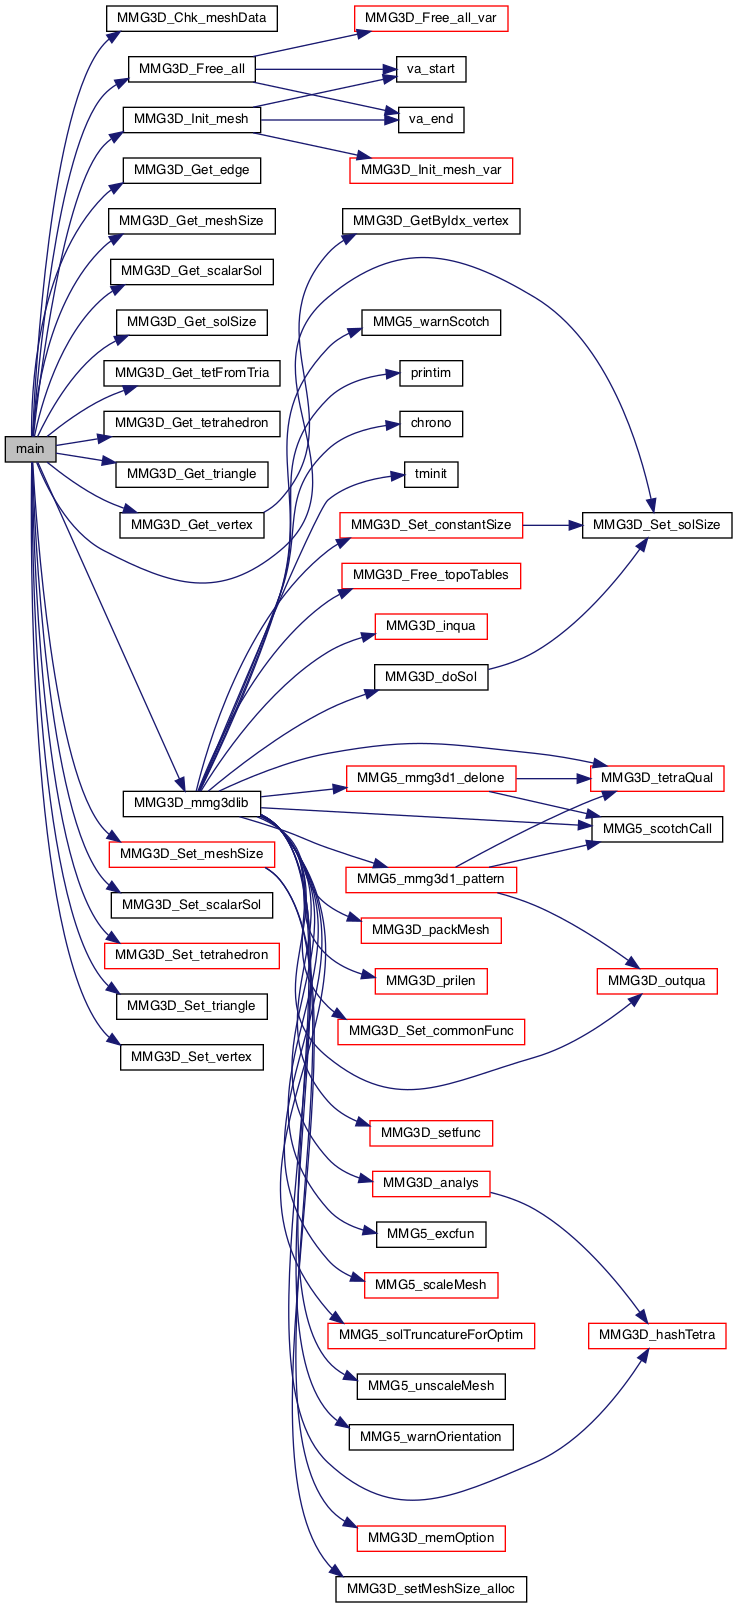 MMG3D_Chk_meshData
MMG3D_Free_all_var
MMG3D_Free_all
va_start
MMG3D_Init_mesh
va_end
MMG3D_Get_edge
MMG3D_Init_mesh_var
MMG3D_Get_meshSize
MMG3D_GetByIdx_vertex
MMG3D_Get_scalarSol
MMG3D_Get_solSize
MMG5_warnScotch
MMG3D_Get_tetFromTria
printim
MMG3D_Get_tetrahedron
chrono
main
MMG3D_Get_triangle
tminit
MMG3D_Get_vertex
MMG3D_Set_constantSize
MMG3D_Set_solSize
MMG3D_Free_topoTables
MMG3D_inqua
MMG3D_doSol
MMG5_mmg3d1_delone
MMG3D_tetraQual
MMG3D_mmg3dlib
MMG5_scotchCall
MMG3D_Set_meshSize
MMG5_mmg3d1_pattern
MMG3D_Set_scalarSol
MMG3D_packMesh
MMG3D_Set_tetrahedron
MMG3D_prilen
MMG3D_outqua
MMG3D_Set_triangle
MMG3D_Set_commonFunc
MMG3D_Set_vertex
MMG3D_setfunc
MMG3D_analys
MMG5_excfun
MMG5_scaleMesh
MMG5_solTruncatureForOptim
MMG3D_hashTetra
MMG5_unscaleMesh
MMG5_warnOrientation
MMG3D_memOption
MMG3D_setMeshSize_alloc